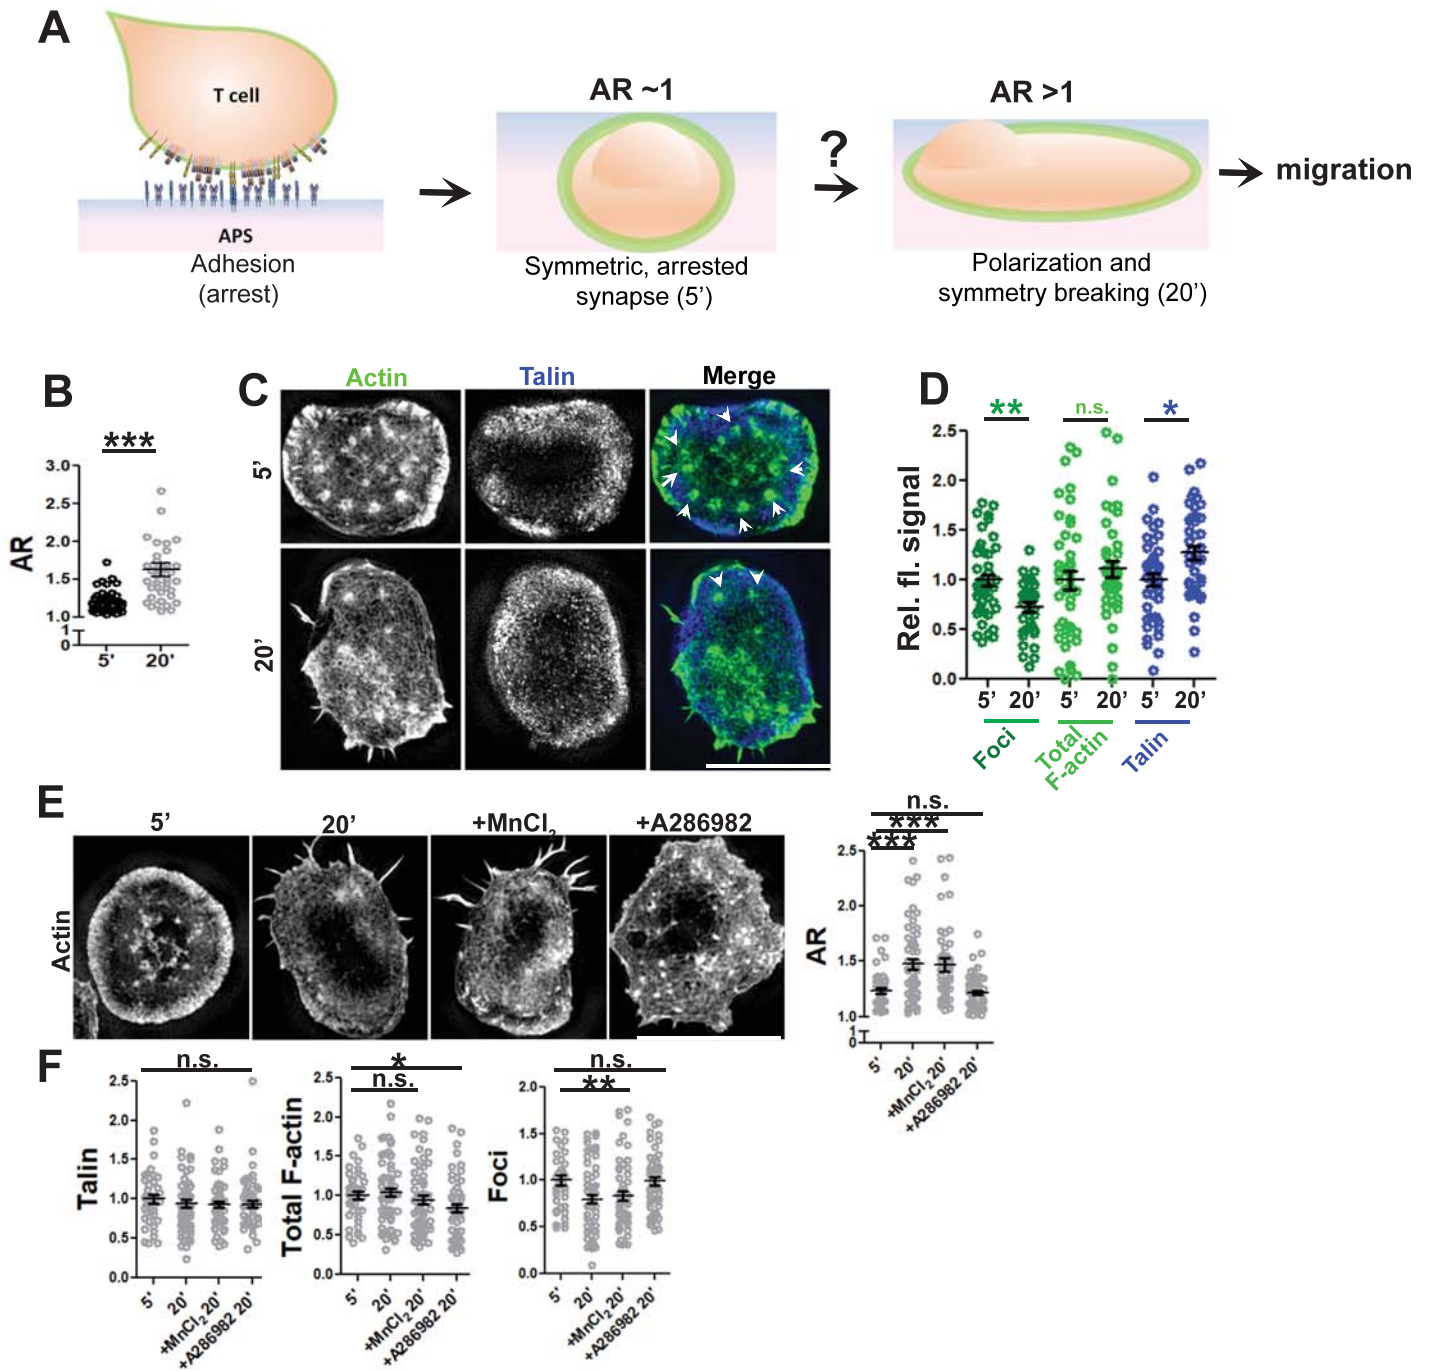 A
T cell
APS
Adhesion
(arrest)
AR ~1
Symmetric, arrested
synapse (5’)
?
AR >1
Polarization and
symmetry breaking (20’)
migration
B
***
AR
3.0
2.5
2.0
1.5
1.0
1
0
5'
20'
C
Actin
Talin
Merge
5’
20’
D
**
n.s.
*
Rel. fl. signal
2.5
2.0
1.5
1.0
0.5
0.0
5’ 20’ 5’ 20’ 5’ 20’
Foci
Total
F-actin
Talin
E
5’
20’
+MnCl2
+A286982
Actin
n.s.
***
***
AR
2.5
2.0
1.5
1.0
1
0
5'
20'
+MnCl2 20'
+A286982 20'
F
n.s.
Talin
2.5
2.0
1.5
1.0
0.5
0.0
5'
20'
+MnCl2 20'
+A286982 20'
*
n.s.
Total F-actin
2.5
2.0
1.5
1.0
0.5
0.0
5'
20'
+MnCl2 20'
+A286982 20'
n.s.
**
Foci
2.0
1.5
1.0
0.5
0.0
5'
20'
+MnCl2 20'
+A286982 20'